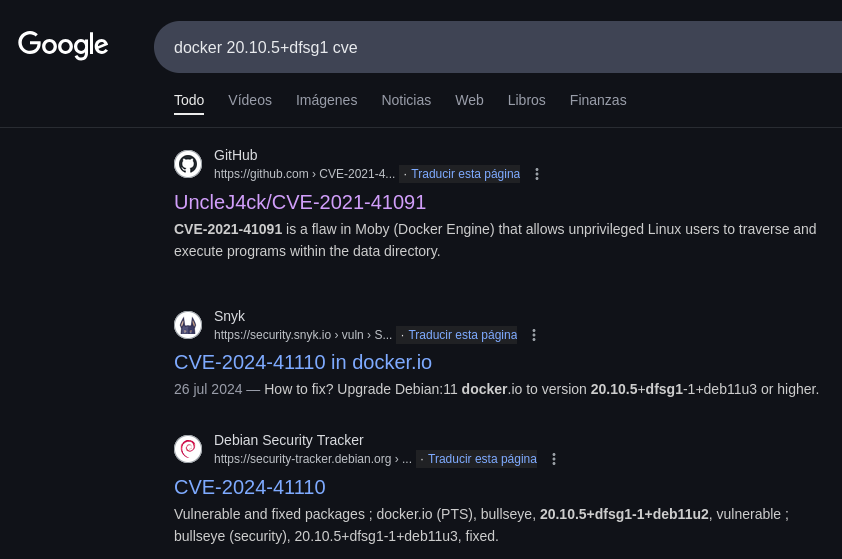 Google
docker 20.10.5+dfsg1 cve
Todo Vídeos Imágenes Noticias Web Libros Finanzas
GitHub
https://github.com › CVE-2021-4... · Traducir esta página
UncleJ4ck/CVE-2021-41091
CVE-2021-41091 is a flaw in Moby (Docker Engine) that allows unprivileged Linux users to traverse and
execute programs within the data directory.
Snyk
https://security.snyk.io › vuln › S... · Traducir esta página
CVE-2024-41110 in docker.io
26 jul 2024 — How to fix? Upgrade Debian:11 docker.io to version 20.10.5+dfsg1-1+deb11u3 or higher.
Debian Security Tracker
https://security-tracker.debian.org › ... · Traducir esta página
CVE-2024-41110
Vulnerable and fixed packages ; docker.io (PTS), bullseye, 20.10.5+dfsg1-1+deb11u2, vulnerable ;
bullseye (security), 20.10.5+dfsg1-1+deb11u3, fixed.